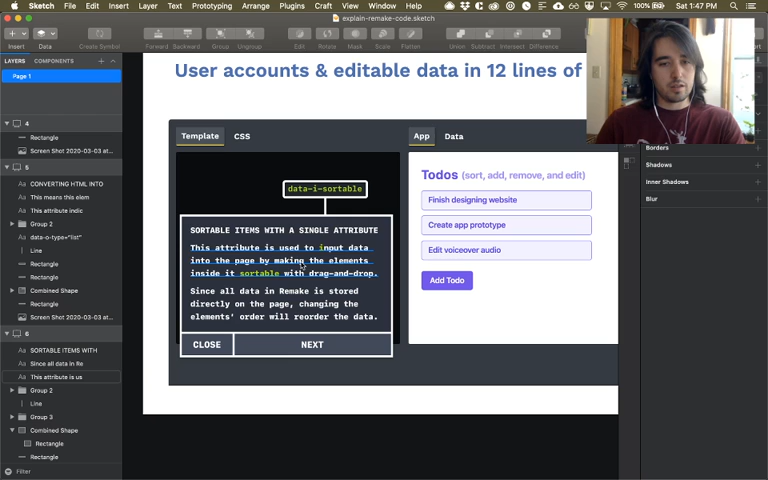 Sketch File Edit Insert Layer Text Prototyping Arrange Plugins Craft View Window Help
100% Sat 1:47 PM
explain-remake-code.sketch
Insert Data Create Symbol Forward Backward Group Ungroup Edit Rotate Mask Scale Flatten Union Subtract Intersect Difference
LAYERS COMPONENTS
Page 1
4
Rectangle
Screen Shot 2020-03-03 at...
5
Aa CONVERTING HTML INTO
Aa This means this elem
Aa This attribute indic
Group 2
Aa data-o-type="list"
Line
Rectangle
Rectangle
Combined Shape
Rectangle
Screen Shot 2020-03-03 at...
6
Aa SORTABLE ITEMS WITH
Aa Since all data in Re
Aa This attribute is us
Group 2
Line
Group 3
Combined Shape
Rectangle
Rectangle
Filter
User accounts & editable data in 12 lines of
Template CSS
data-i-sortable
SORTABLE ITEMS WITH A SINGLE ATTRIBUTE
This attribute is used to input data
into the page by making the elements
inside it sortable with drag-and-drop.
Since all data in Remake is stored
directly on the page, changing the
elements' order will reorder the data.
CLOSE NEXT
App Data
Todos (sort, add, remove, and edit)
Finish designing website
Create app prototype
Edit voiceover audio
Add Todo
Borders
Shadows
Inner Shadows
Blur